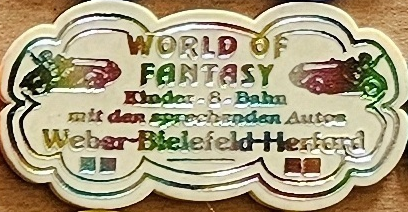 WORLD OF
FANTASY
Kinder-8-Bahn
mit den sprechenden Autos
Weber-Bielefeld-Herford